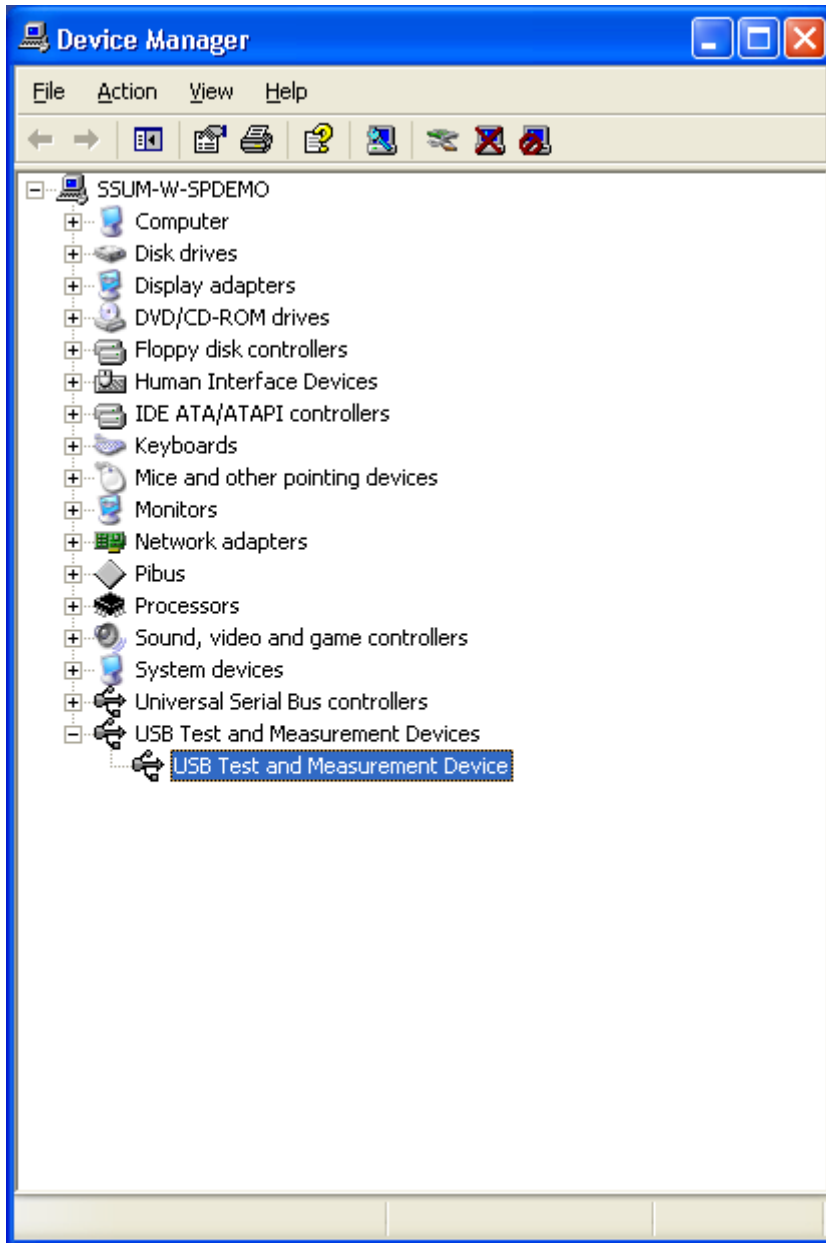 Device Manager
File Action View Help
SSUM-W-SPDEMO
Computer
Disk drives
Display adapters
DVD/CD-ROM drives
Floppy disk controllers
Human Interface Devices
IDE ATA/ATAPI controllers
Keyboards
Mice and other pointing devices
Monitors
Network adapters
Pibus
Processors
Sound, video and game controllers
System devices
Universal Serial Bus controllers
USB Test and Measurement Devices
USB Test and Measurement Device